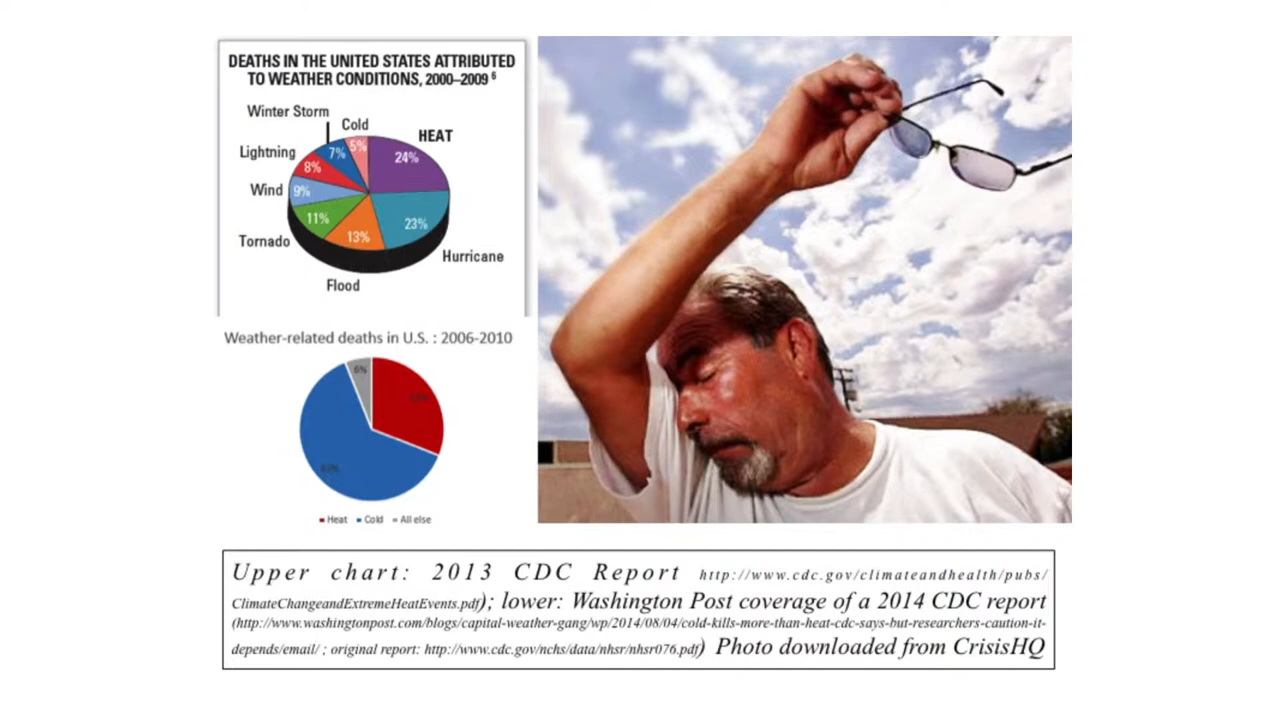 DEATHS IN THE UNITED STATES ATTRIBUTED
TO WEATHER CONDITIONS, 2000–2009 6
Winter Storm
Cold
HEAT
Lightning
7%
5%
24%
8%
Wind
9%
11%
23%
13%
Tornado
Hurricane
Flood
Weather-related deaths in U.S. : 2006-2010
6%
63%
Heat Cold All else
Upper chart: 2013 CDC Report http://www.cdc.gov/climateandhealth/pubs/
ClimateChangeandExtremeHeatEvents.pdf); lower: Washington Post coverage of a 2014 CDC report
(http://www.washingtonpost.com/blogs/capital-weather-gang/wp/2014/08/04/cold-kills-more-than-heat-cdc-says-but-researchers-caution-it-
depends/email/ ; original report: http://www.cdc.gov/nchs/data/nhsr/nhsr076.pdf) Photo downloaded from CrisisHQ